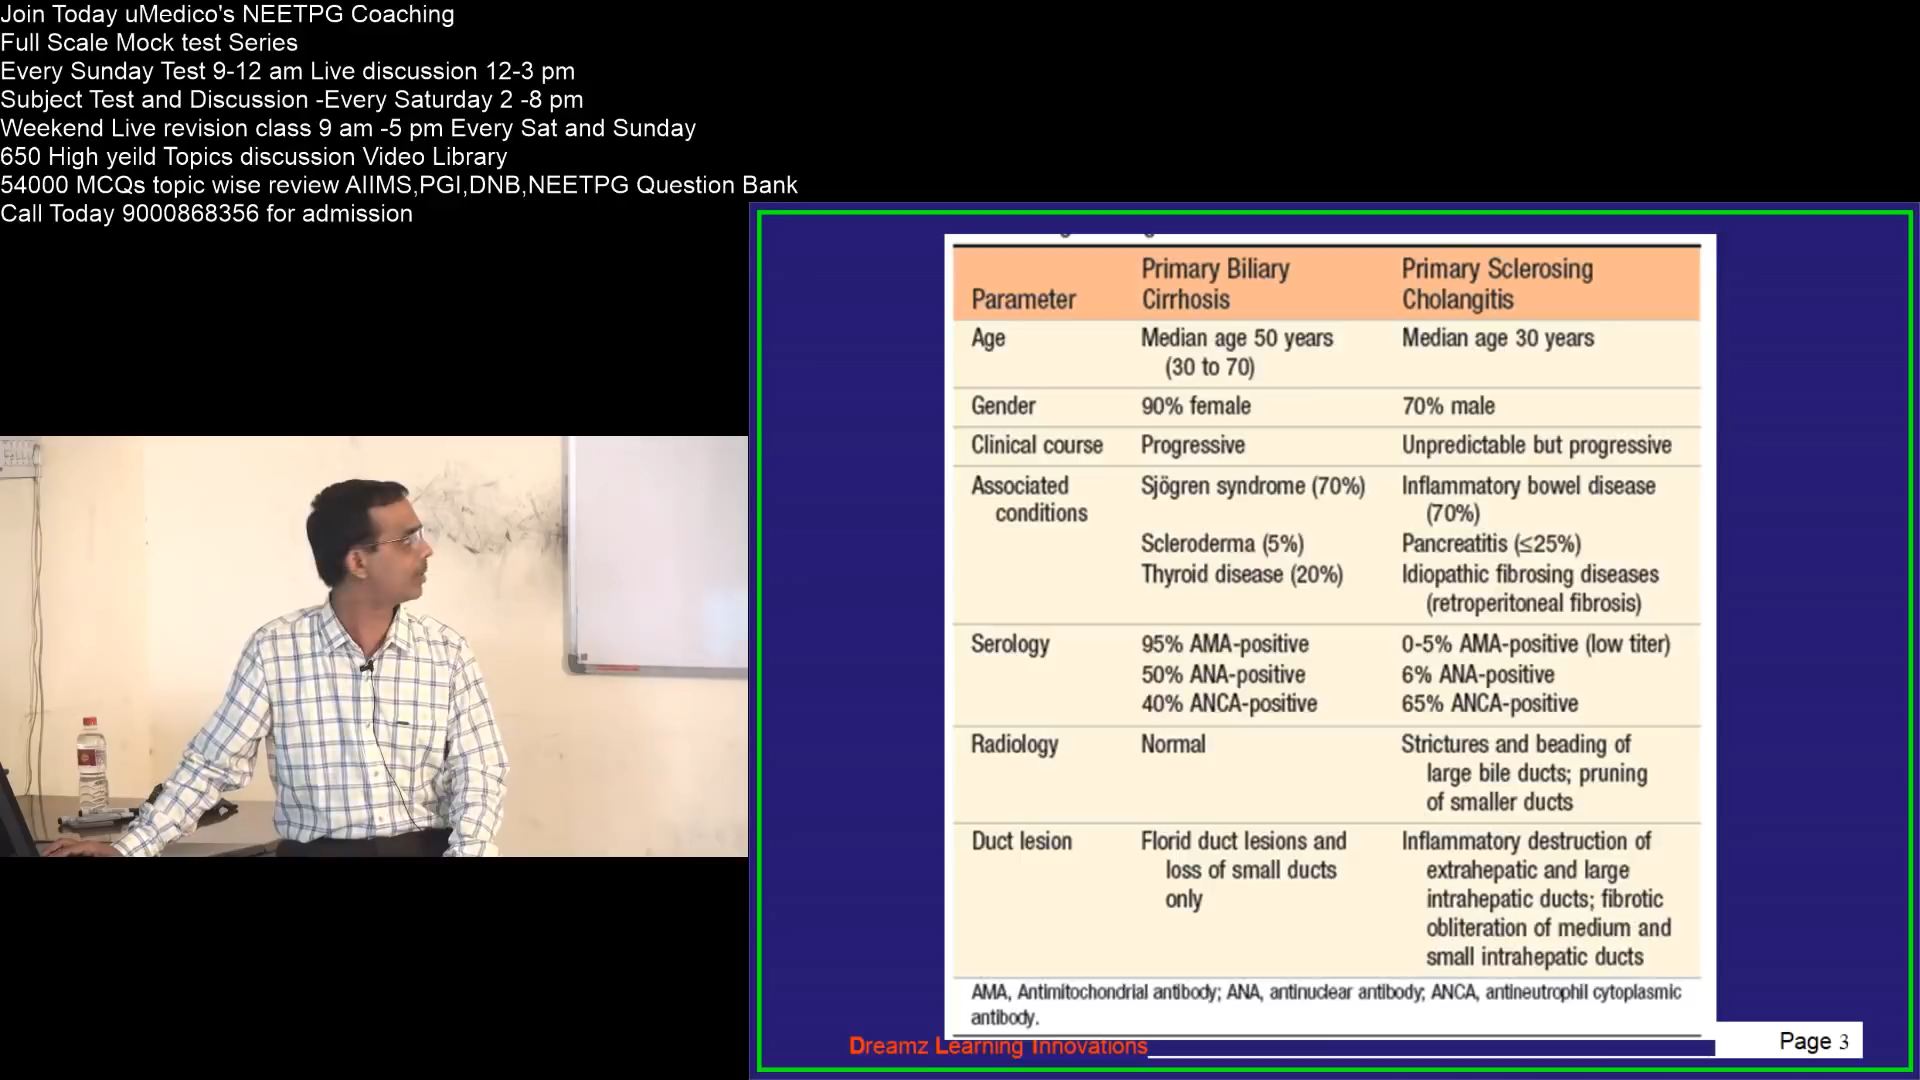 Join Today uMedico's NEETPG Coaching
Full Scale Mock test Series
Every Sunday Test 9-12 am Live discussion 12-3 pm
Subject Test and Discussion -Every Saturday 2 -8 pm
Weekend Live revision class 9 am -5 pm Every Sat and Sunday
650 High yeild Topics discussion Video Library
54000 MCQs topic wise review AIIMS,PGI,DNB,NEETPG Question Bank
Call Today 9000868356 for admission
Parameter Primary Biliary Cirrhosis Primary Sclerosing Cholangitis
Age Median age 50 years (30 to 70) Median age 30 years
Gender 90% female 70% male
Clinical course Progressive Unpredictable but progressive
Associated conditions Sjögren syndrome (70%) Inflammatory bowel disease (70%)
Scleroderma (5%) Pancreatitis (≤25%)
Thyroid disease (20%) Idiopathic fibrosing diseases (retroperitoneal fibrosis)
Serology 95% AMA-positive 0-5% AMA-positive (low titer)
50% ANA-positive 6% ANA-positive
40% ANCA-positive 65% ANCA-positive
Radiology Normal Strictures and beading of large bile ducts; pruning of smaller ducts
Duct lesion Florid duct lesions and loss of small ducts only Inflammatory destruction of extrahepatic and large intrahepatic ducts; fibrotic obliteration of medium and small intrahepatic ducts
AMA, Antimitochondrial antibody; ANA, antinuclear antibody; ANCA, antineutrophil cytoplasmic
antibody.
Dreamz Learning Innovations
Page 3